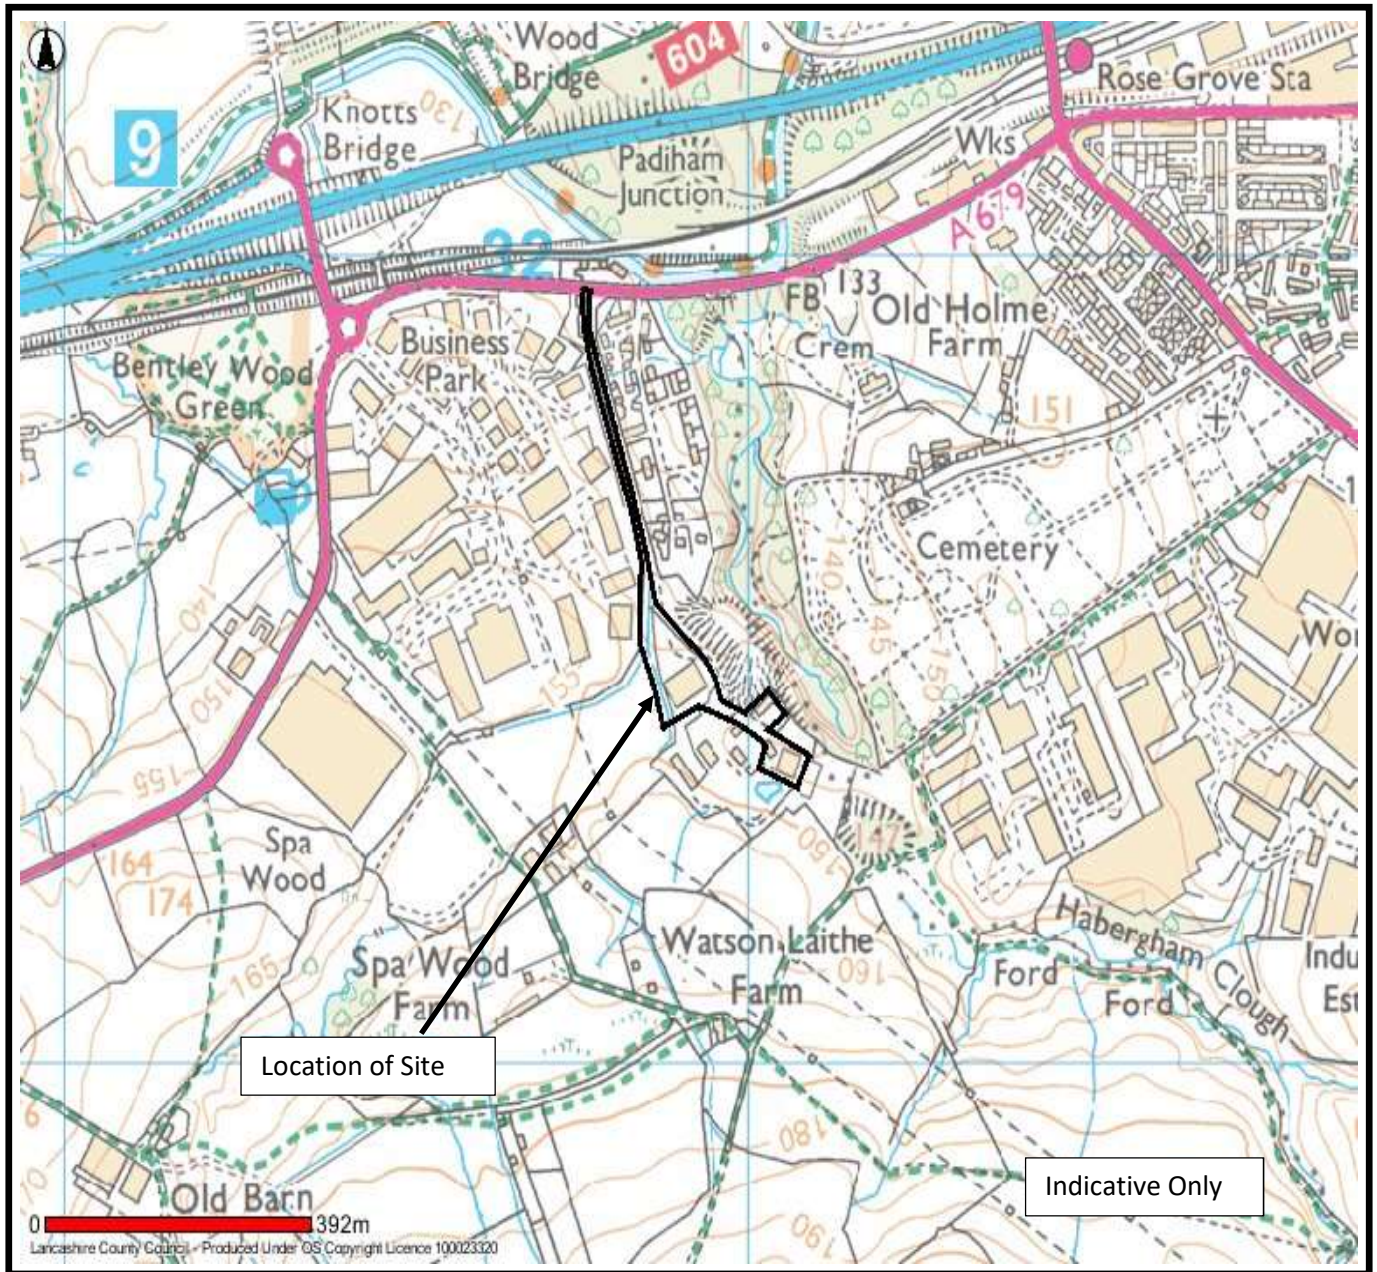 Wood
Bridge
604
Rose Grove Sta
Knotts
Bridge
130
9
Wks
Padiham
Junction
A 679
32
FB
133
Old Holme
Farm
Business
Park
Crem
Bentley Wood
Green
151
Cemetery
140
145
150
140
150
155
155
164
174
Spa
Wood
147
150
Habergham Clough
Watson Laithe
Farm
160
Spa Wood
Farm
165
Ford
Ford
Indu
Est
Location of Site
180
Indicative Only
Old Barn
190
0
392m
Lancashire County Council - Produced Under OS Copyright Licence 100023320